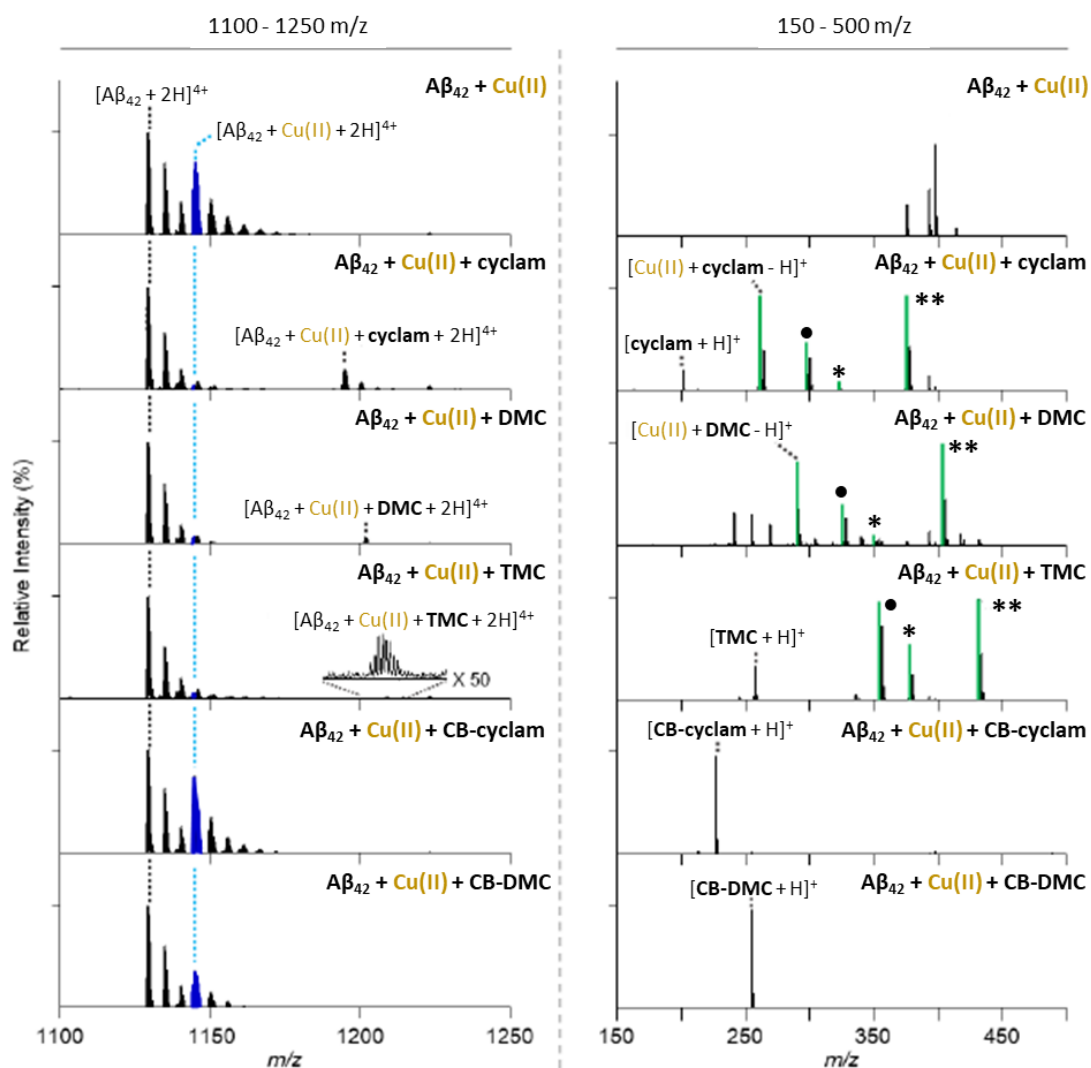 1100 - 1250 m/z
150 - 500 m/z
Aβ42 + Cu(II)
[Aβ42 + 2H]4+
[Aβ42 + Cu(II) + 2H]4+
Aβ42 + Cu(II)
Aβ42 + Cu(II) + cyclam
[Aβ42 + Cu(II) + cyclam + 2H]4+
[Cu(II) + cyclam - H]+
Aβ42 + Cu(II) + cyclam
**
●
[cyclam + H]+
*
Aβ42 + Cu(II) + DMC
[Aβ42 + Cu(II) + DMC + 2H]4+
Aβ42 + Cu(II) + DMC
[Cu(II) + DMC - H]+
**
●
*
Aβ42 + Cu(II) + TMC
[Aβ42 + Cu(II) + TMC + 2H]4+
X 50
Aβ42 + Cu(II) + TMC
● **
[TMC + H]+
*
Aβ42 + Cu(II) + CB-cyclam
[CB-cyclam + H]+
Aβ42 + Cu(II) + CB-cyclam
Aβ42 + Cu(II) + CB-DMC
[CB-DMC + H]+
Aβ42 + Cu(II) + CB-DMC
Relative Intensity (%)
1100 1150 1200 1250
m/z
150 250 350 450
m/z